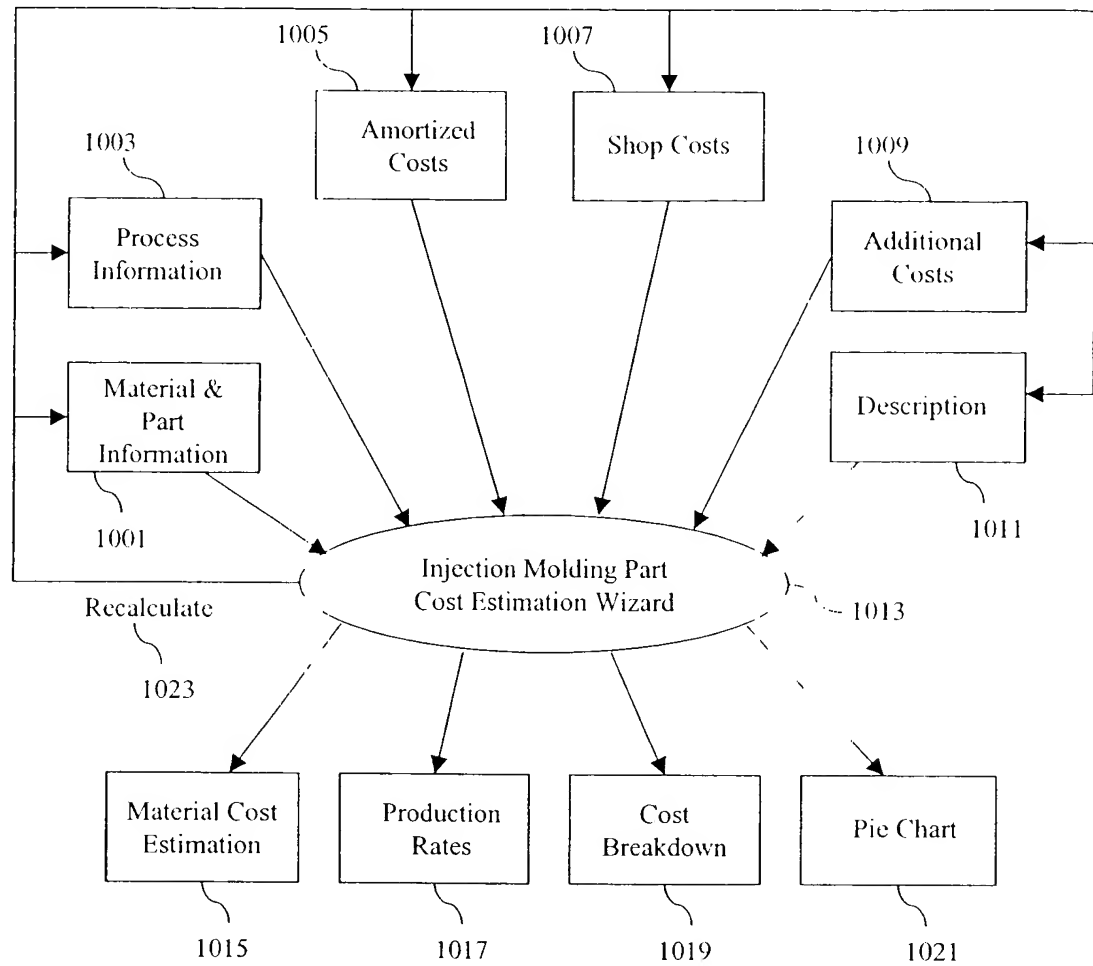 1005
1007
Amortized
Costs
Shop Costs
1003
1009
Process
Information
Additional
Costs
Material &
Part
Information
Description
1001
1011
Injection Molding Part
Cost Estimation Wizard
Recalculate
1013
1023
Material Cost
Estimation
Production
Rates
Cost
Breakdown
Pie Chart
1015
1017
1019
1021